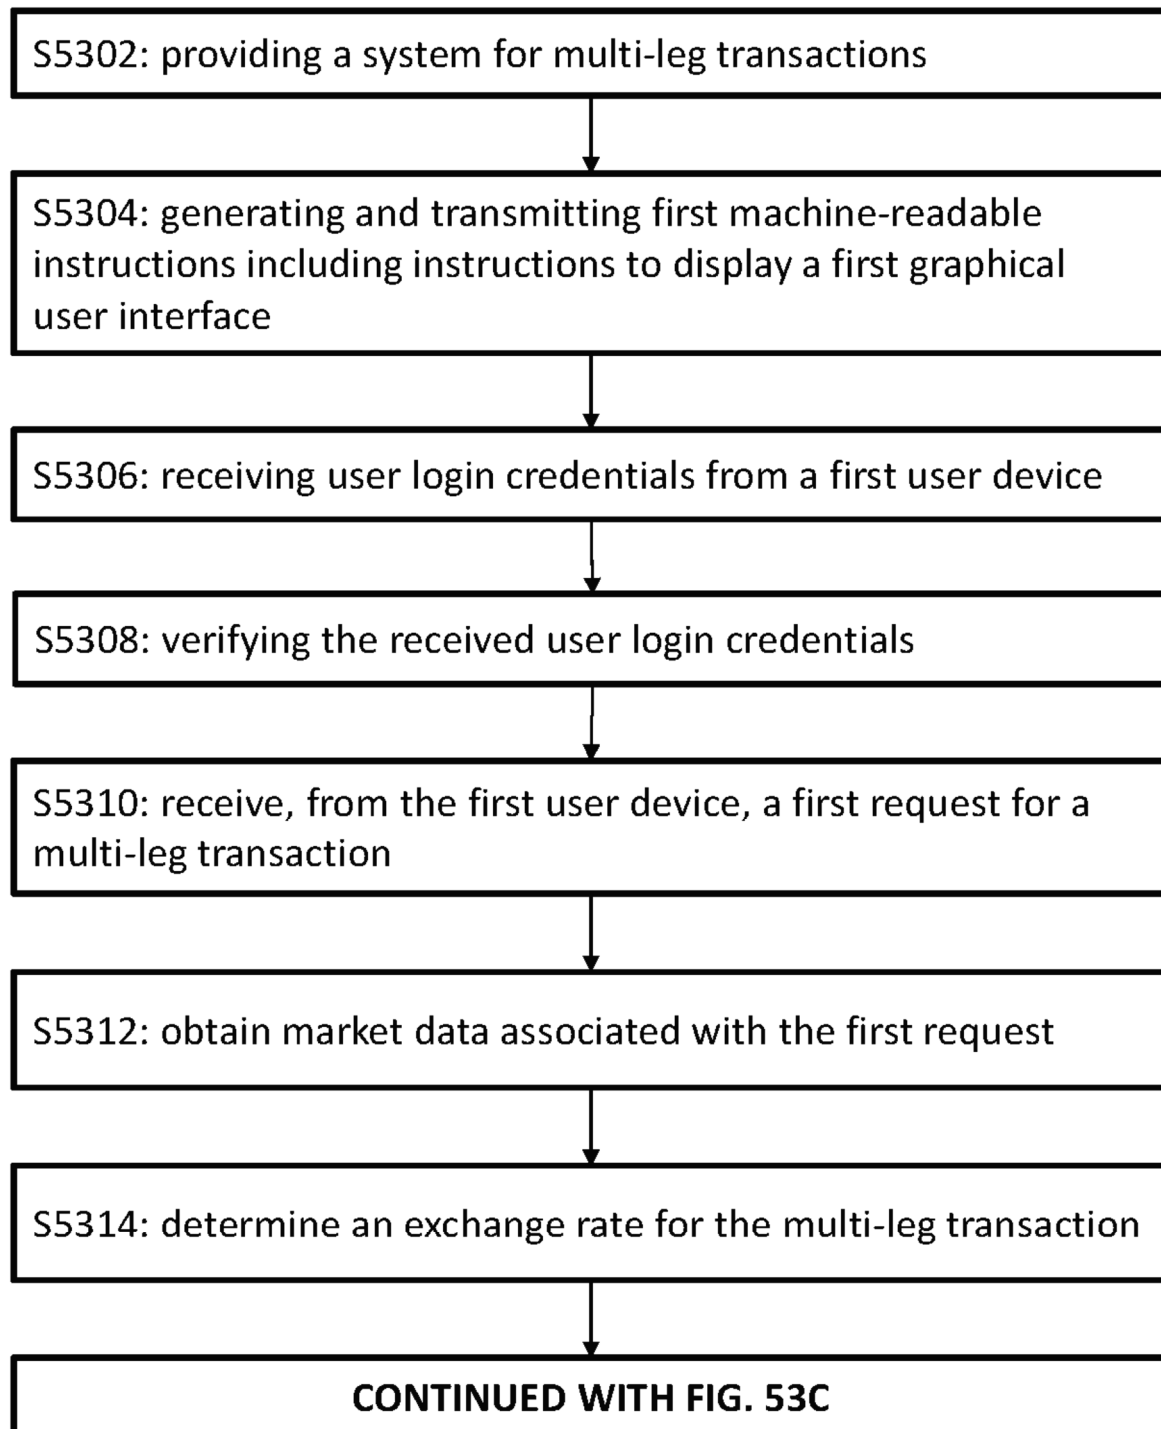 S5302: providing a system for multi-leg transactions
S5304: generating and transmitting first machine-readable
instructions including instructions to display a first graphical
user interface
S5306: receiving user login credentials from a first user device
S5308: verifying the received user login credentials
S5310: receive, from the first user device, a first request for a
multi-leg transaction
S5312: obtain market data associated with the first request
S5314: determine an exchange rate for the multi-leg transaction
CONTINUED WITH FIG. 53C